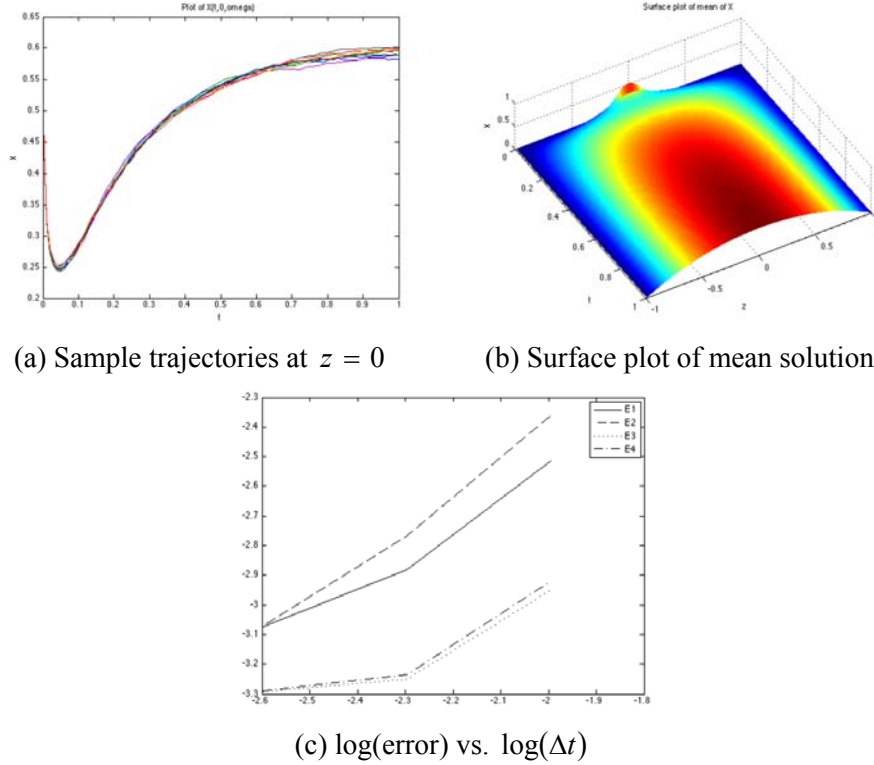 Plot of X(t,0,omega)
0.65
0.6
0.55
0.5
0.45
0.4
0.35
0.3
0.25
0.2
x
0 0.1 0.2 0.3 0.4 0.5 0.6 0.7 0.8 0.9 1
t
Surface plot of mean of X
1
0.5
0
x
0
0.2
0.4
0.6
0.8
1
t
-1
-0.5
0
0.5
z
(a) Sample trajectories at z = 0
(b) Surface plot of mean solution
-2.3
-2.4
-2.5
-2.6
-2.7
-2.8
-2.9
-3
-3.1
-3.2
-3.3
E1
E2
E3
E4
-2.6 -2.5 -2.4 -2.3 -2.2 -2.1 -2 -1.9 -1.8
(c) log(error) vs. log(Δt)